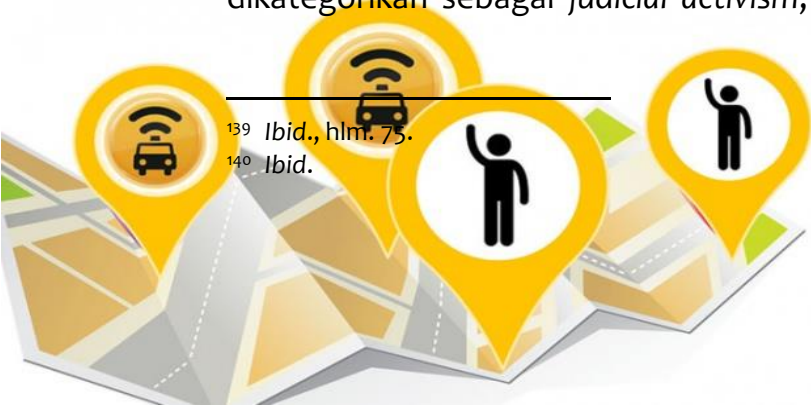 dikategorikan sebagai judicial activism,
139 Ibid., hlm. 75.
140 Ibid.